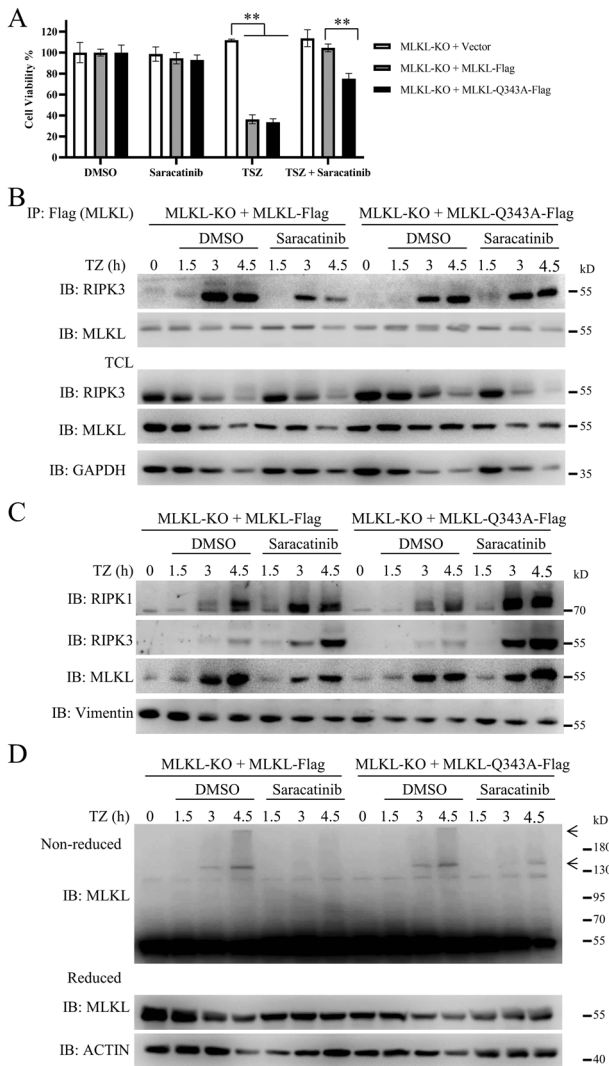 A
** **
120
100
80
60
40
20
0
Cell Viability %
DMSO Saracatinib TSZ TSZ + Saracatinib
MLKL-KO + Vector
MLKL-KO + MLKL-Flag
MLKL-KO + MLKL-Q343A-Flag
B
IP: Flag (MLKL) MLKL-KO + MLKL-Flag MLKL-KO + MLKL-Q343A-Flag
DMSO Saracatinib DMSO Saracatinib
TZ (h) 0 1.5 3 4.5 1.5 3 4.5 0 1.5 3 4.5 1.5 3 4.5 kD
IB: RIPK3 55
IB: MLKL 55
TCL
IB: RIPK3 55
IB: MLKL 55
IB: GAPDH 35
C
MLKL-KO + MLKL-Flag MLKL-KO + MLKL-Q343A-Flag
DMSO Saracatinib DMSO Saracatinib
TZ (h) 0 1.5 3 4.5 1.5 3 4.5 0 1.5 3 4.5 1.5 3 4.5 kD
IB: RIPK1 70
IB: RIPK3 55
IB: MLKL 55
IB: Vimentin 55
D
MLKL-KO + MLKL-Flag MLKL-KO + MLKL-Q343A-Flag
DMSO Saracatinib DMSO Saracatinib
TZ (h) 0 1.5 3 4.5 1.5 3 4.5 0 1.5 3 4.5 1.5 3 4.5 kD
Non-reduced 180
130
IB: MLKL 95
70
55
Reduced
IB: MLKL 55
IB: ACTIN 40